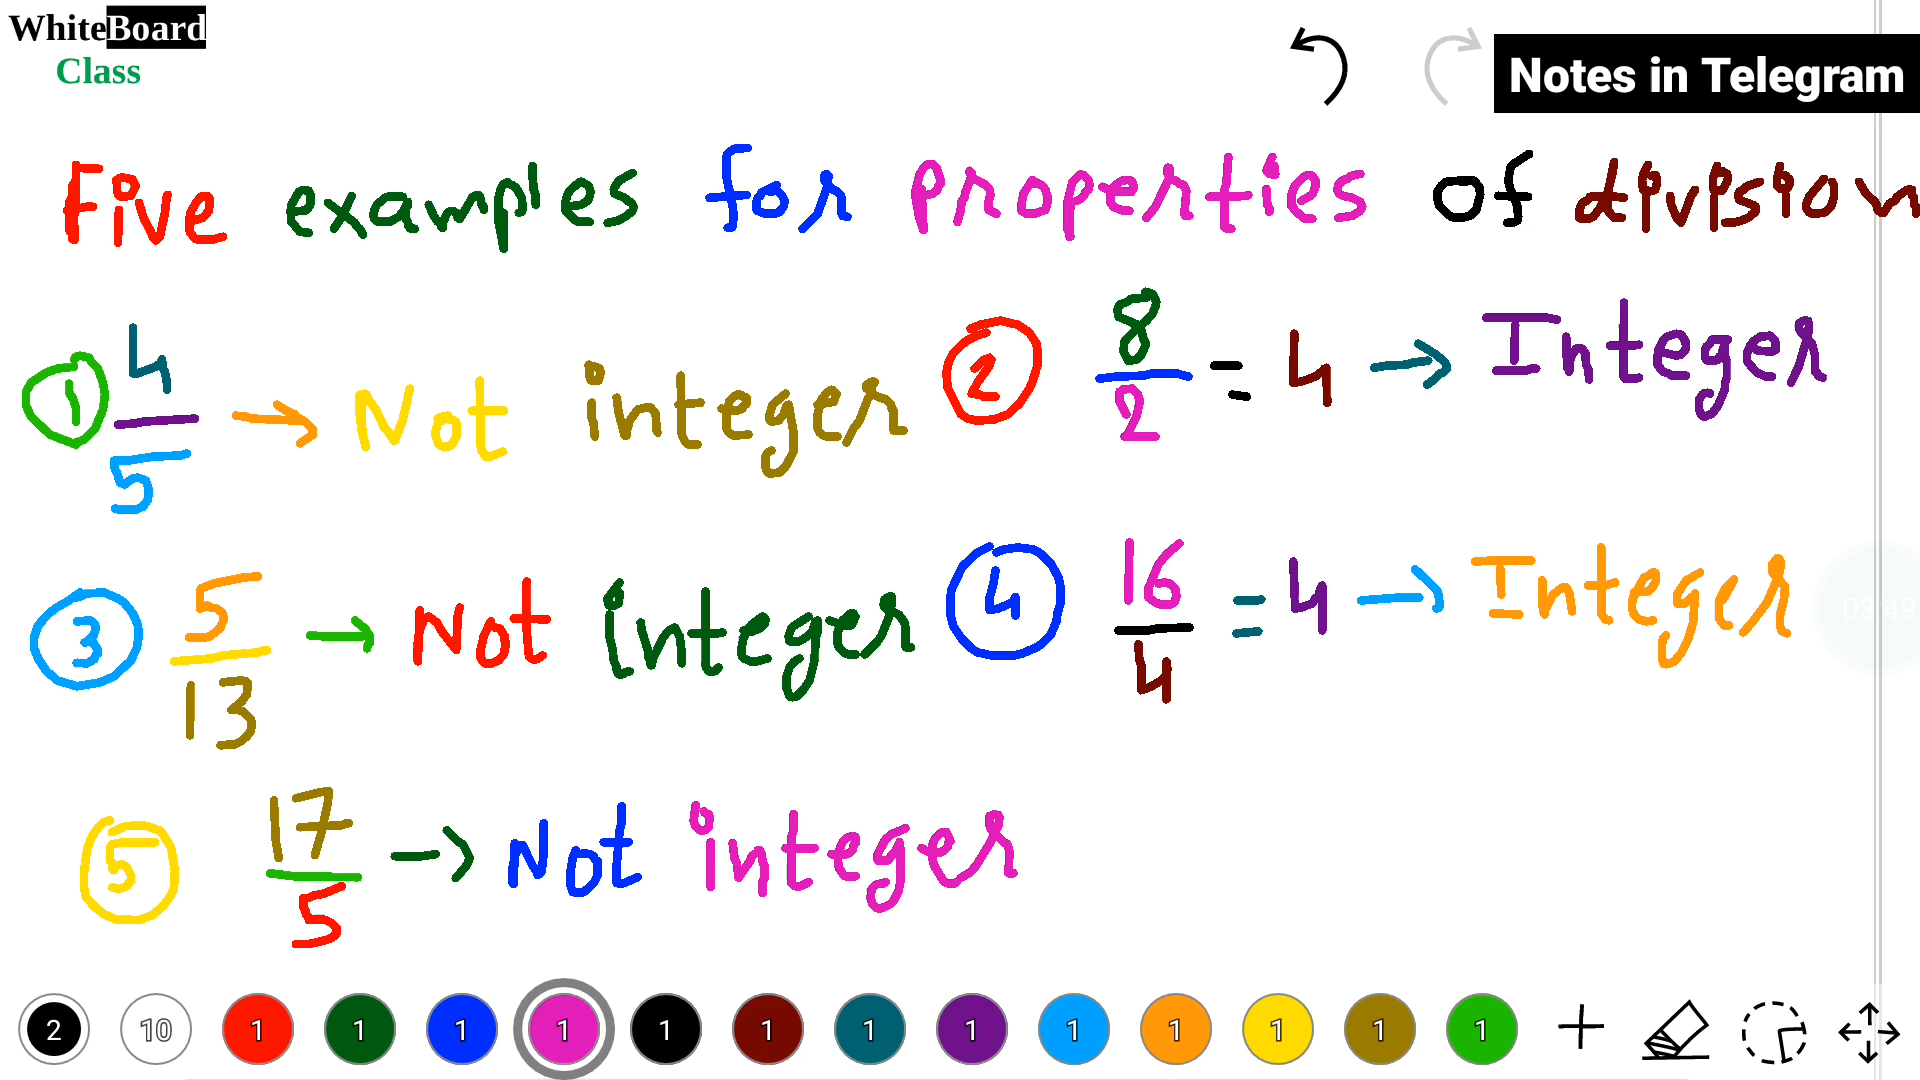 WhiteBoard
Class
Notes in Telegram
Five examples for properties of division
① 4/5 → Not integer
② 8/2 = 4 → Integer
③ 5/13 → Not integer
④ 16/4 = 4 → Integer
03:49
⑤ 17/5 → Not integer
2 10 1 1 1 1 1 1 1 1 1 1 1 1 1